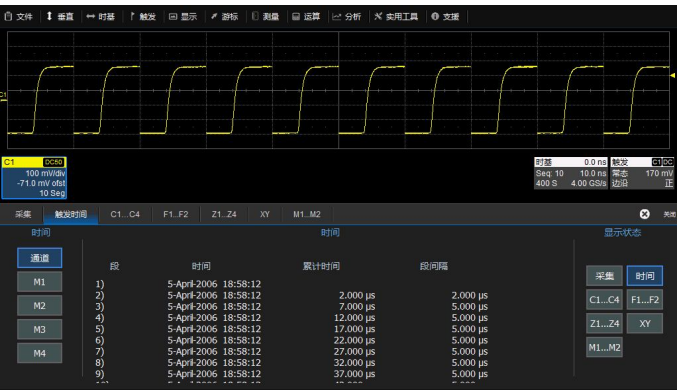 文件 垂直 时基 触发 显示 游标 测量 运算 分析 实用工具 支援
C1
C1 DC50
100 mV/div
-71.0 mV ofst
10 Seg
时基 0.0 ns
Seq: 10 10.0 ns
400 S 4.00 GS/s
触发 C1 DC
常态 170 mV
边沿 正
采集 触发时间 C1...C4 F1...F2 Z1...Z4 XY M1...M2 关闭
时间 时间 显示状态
通道
M1
M2
M3
M4
段 时间 累计时间 段间隔
1) 5-April-2006 18:58:12
2) 5-April-2006 18:58:12 2.000 µs 2.000 µs
3) 5-April-2006 18:58:12 7.000 µs 5.000 µs
4) 5-April-2006 18:58:12 12.000 µs 5.000 µs
5) 5-April-2006 18:58:12 17.000 µs 5.000 µs
6) 5-April-2006 18:58:12 22.000 µs 5.000 µs
7) 5-April-2006 18:58:12 27.000 µs 5.000 µs
8) 5-April-2006 18:58:12 32.000 µs 5.000 µs
9) 5-April-2006 18:58:12 37.000 µs 5.000 µs
采集 时间
C1...C4 F1...F2
Z1...Z4 XY
M1...M2